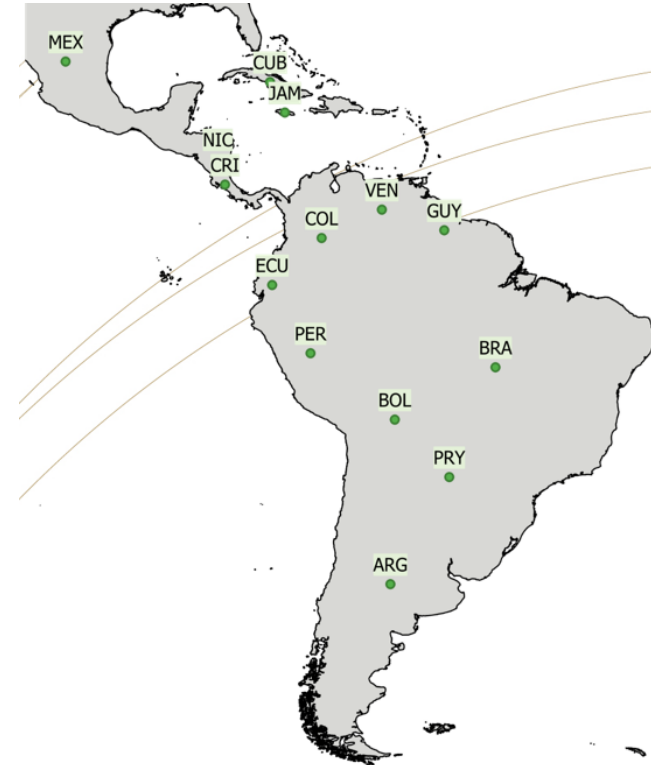 MEX
CUB
JAM
NIC
CRI
VEN
COL
GUY
ECU
PER
BRA
BOL
PRY
ARG